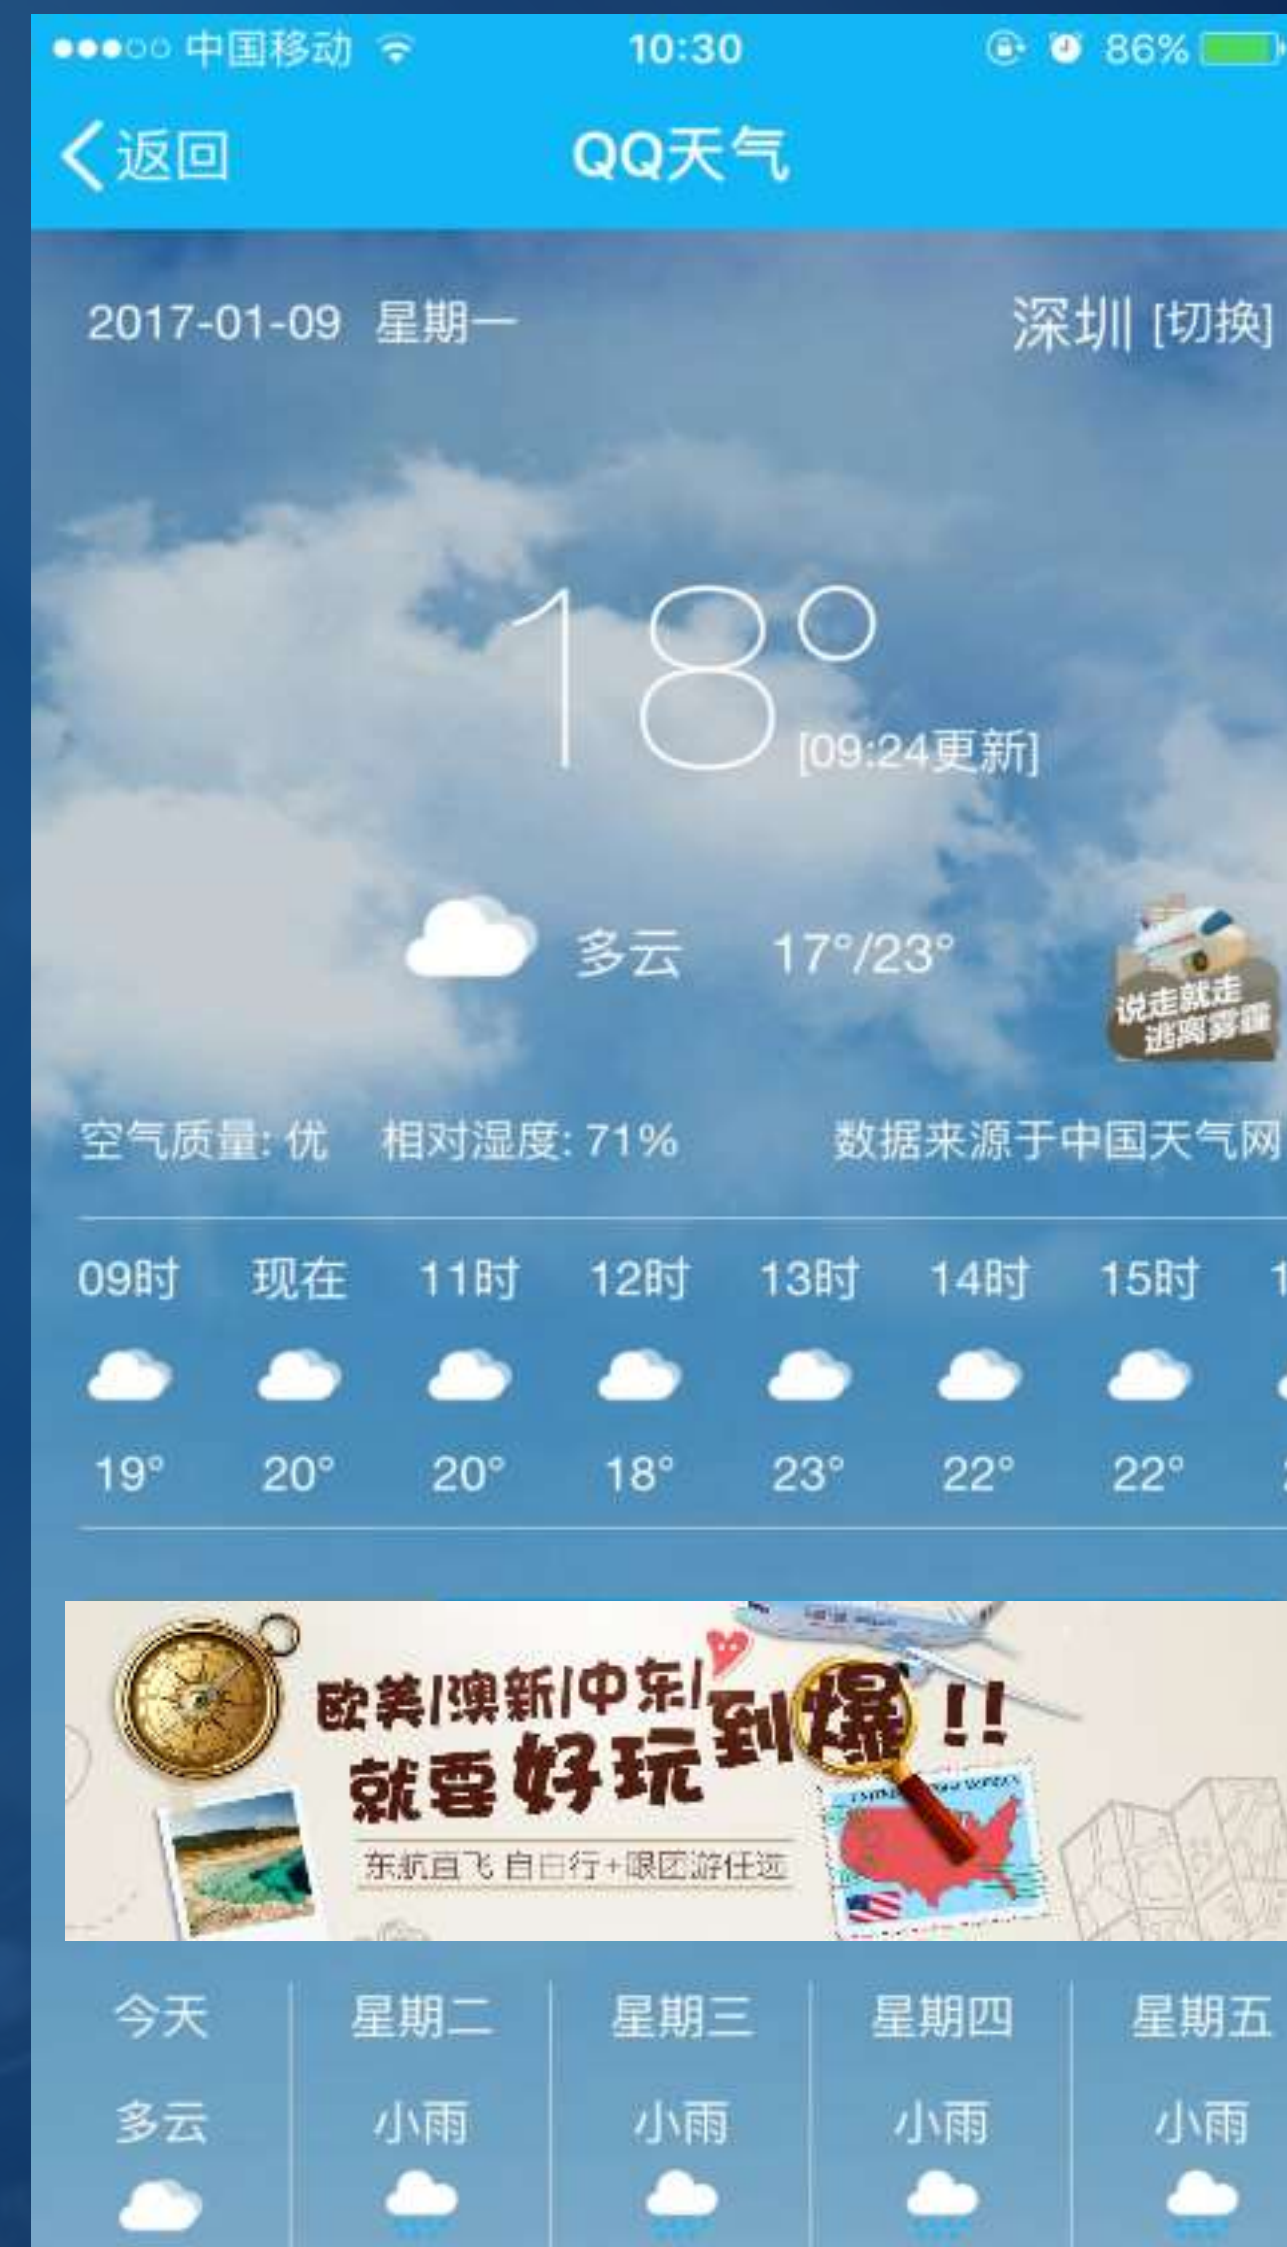 中国移动 10:30 86%
返回 QQ天气
2017-01-09 星期一 深圳 [切换]
18°
[09:24更新]
多云 17°/23°
说走就走
逃离雾霾
空气质量: 优 相对湿度: 71% 数据来源于中国天气网
09时 现在 11时 12时 13时 14时 15时
19° 20° 20° 18° 23° 22° 22°
欧美/澳新/中东/
就要好玩到爆!!
东航直飞 自由行+跟团游任选
今天 星期二 星期三 星期四 星期五
多云 小雨 小雨 小雨 小雨